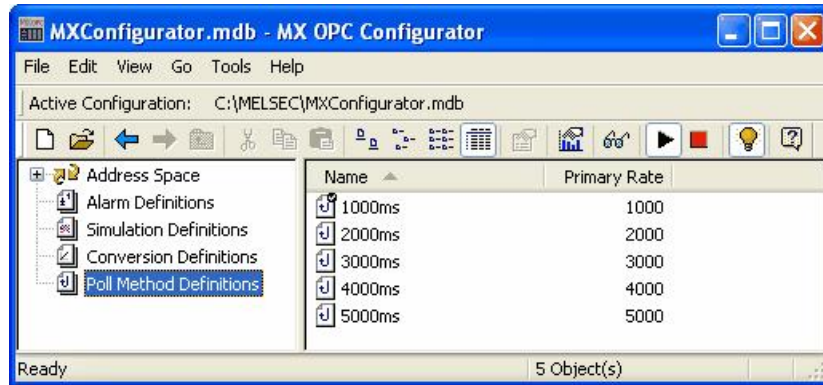 MXConfigurator.mdb - MX OPC Configurator
File Edit View Go Tools Help
Active Configuration: C:\MELSEC\MXConfigurator.mdb
Address Space
Alarm Definitions
Simulation Definitions
Conversion Definitions
Poll Method Definitions
Name Primary Rate
1000ms 1000
2000ms 2000
3000ms 3000
4000ms 4000
5000ms 5000
Ready 5 Object(s)